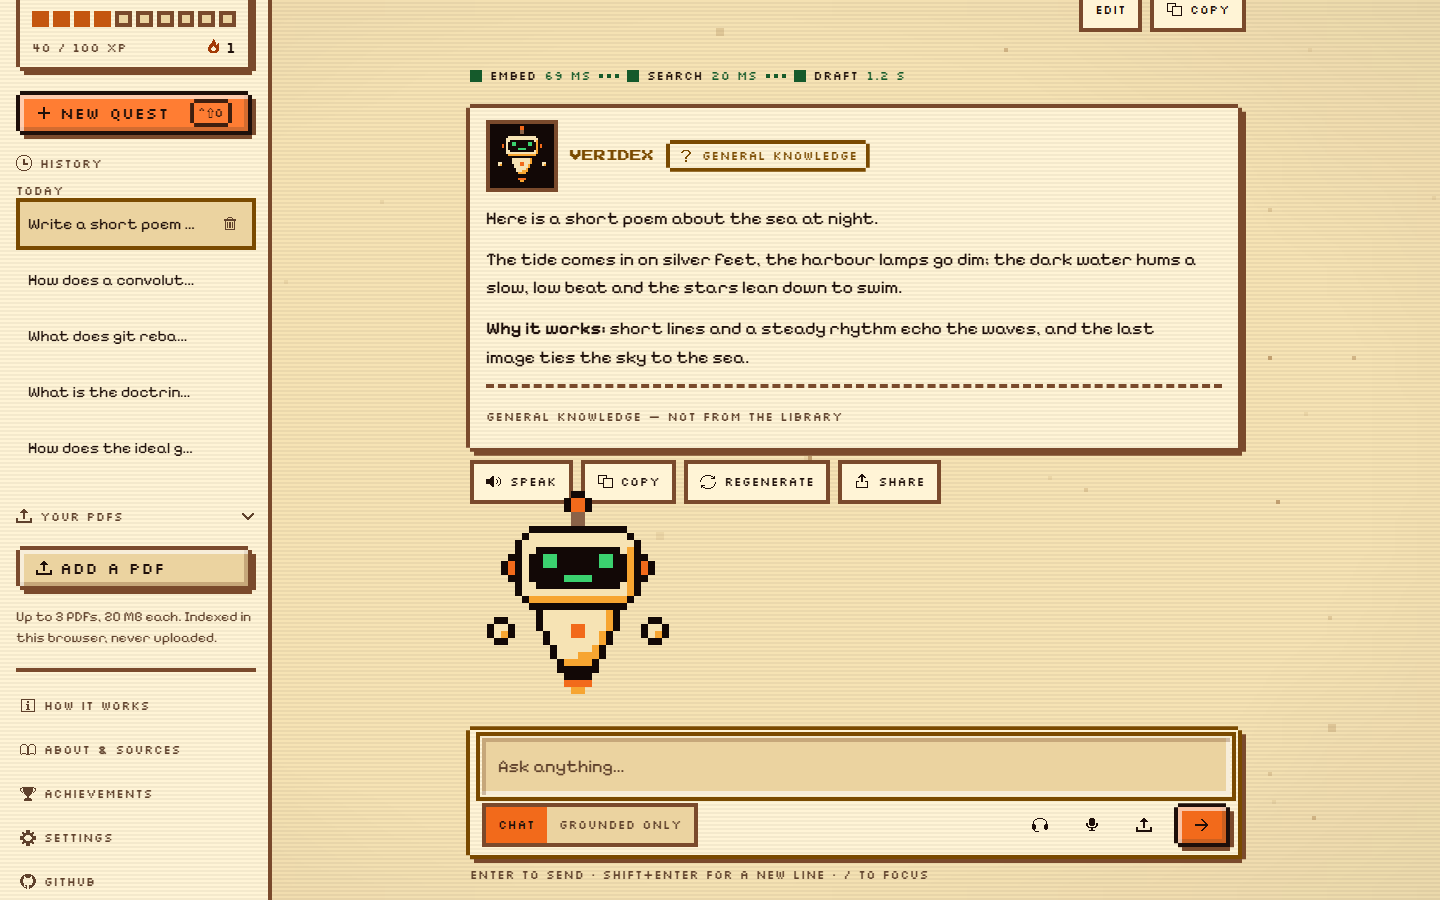 40 / 100 XP
1
NEW QUEST
^⇧O
HISTORY
TODAY
Write a short poem ...
How does a convolut...
What does git reba...
What is the doctrin...
How does the ideal g...
YOUR PDFS
ADD A PDF
Up to 3 PDFs, 20 MB each. Indexed in
this browser, never uploaded.
HOW IT WORKS
ABOUT & SOURCES
ACHIEVEMENTS
SETTINGS
GITHUB
EDIT
COPY
EMBED 69 MS SEARCH 20 MS DRAFT 1.2 S
VERIDEX
? GENERAL KNOWLEDGE
Here is a short poem about the sea at night.
The tide comes in on silver feet, the harbour lamps go dim; the dark water hums a
slow, low beat and the stars lean down to swim.
Why it works: short lines and a steady rhythm echo the waves, and the last
image ties the sky to the sea.
GENERAL KNOWLEDGE — NOT FROM THE LIBRARY
SPEAK
COPY
REGENERATE
SHARE
Ask anything...
CHAT
GROUNDED ONLY
ENTER TO SEND · SHIFT+ENTER FOR A NEW LINE · / TO FOCUS